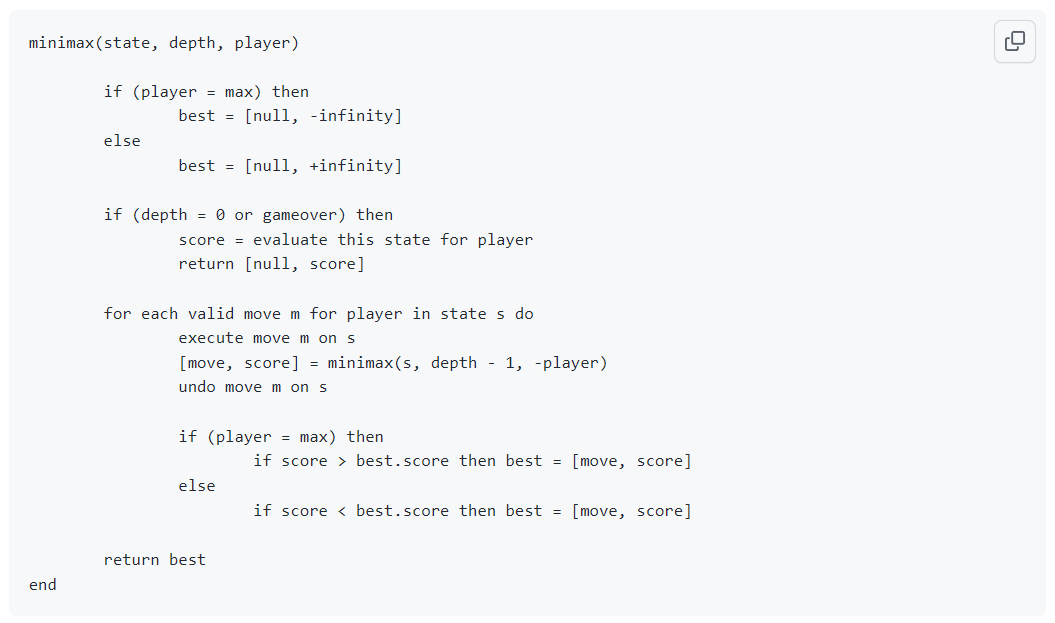 minimax(state, depth, player)
if (player = max) then
best = [null, -infinity]
else
best = [null, +infinity]
if (depth = 0 or gameover) then
score = evaluate this state for player
return [null, score]
for each valid move m for player in state s do
execute move m on s
[move, score] = minimax(s, depth - 1, -player)
undo move m on s
if (player = max) then
if score > best.score then best = [move, score]
else
if score < best.score then best = [move, score]
return best
end